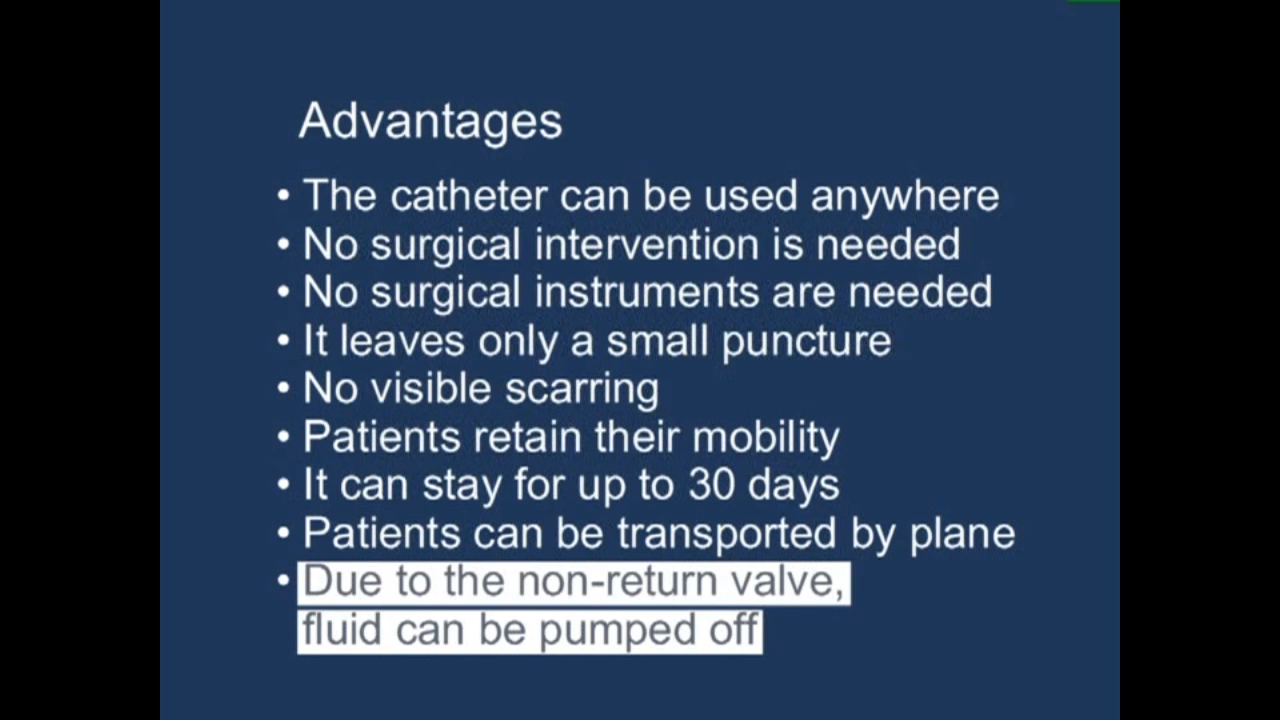 Advantages
• The catheter can be used anywhere
• No surgical intervention is needed
• No surgical instruments are needed
• It leaves only a small puncture
• No visible scarring
• Patients retain their mobility
• It can stay for up to 30 days
• Patients can be transported by plane
• Due to the non-return valve,
fluid can be pumped off